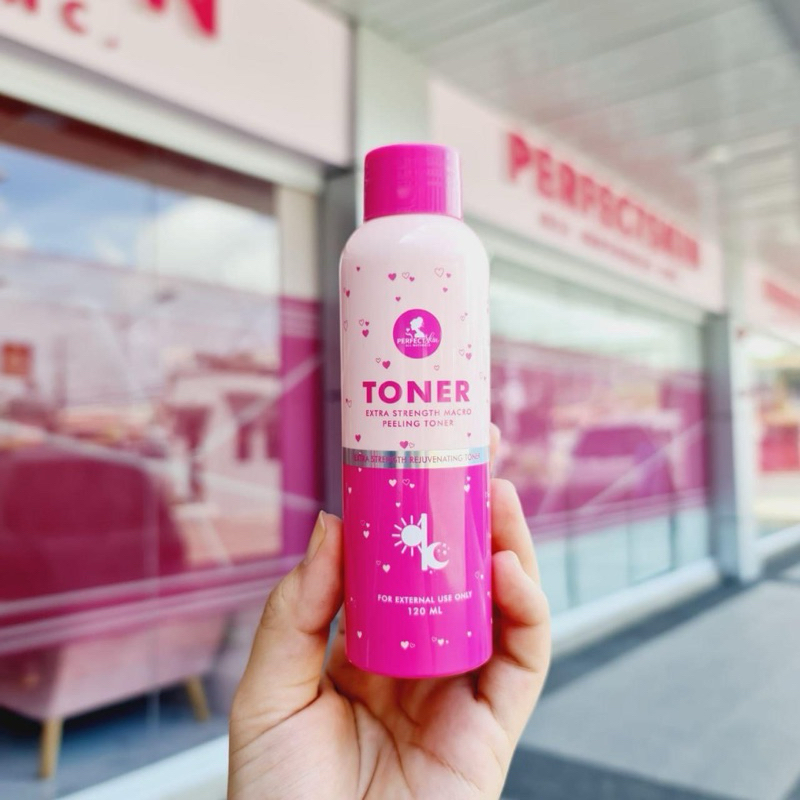 PERFECTSKIN
PERFECTSkin
TONER
EXTRA STRENGTH MACRO
PEELING TONER
EXTRA STRENGTH REJUVENATING TONER
FOR EXTERNAL USE ONLY
120 ML